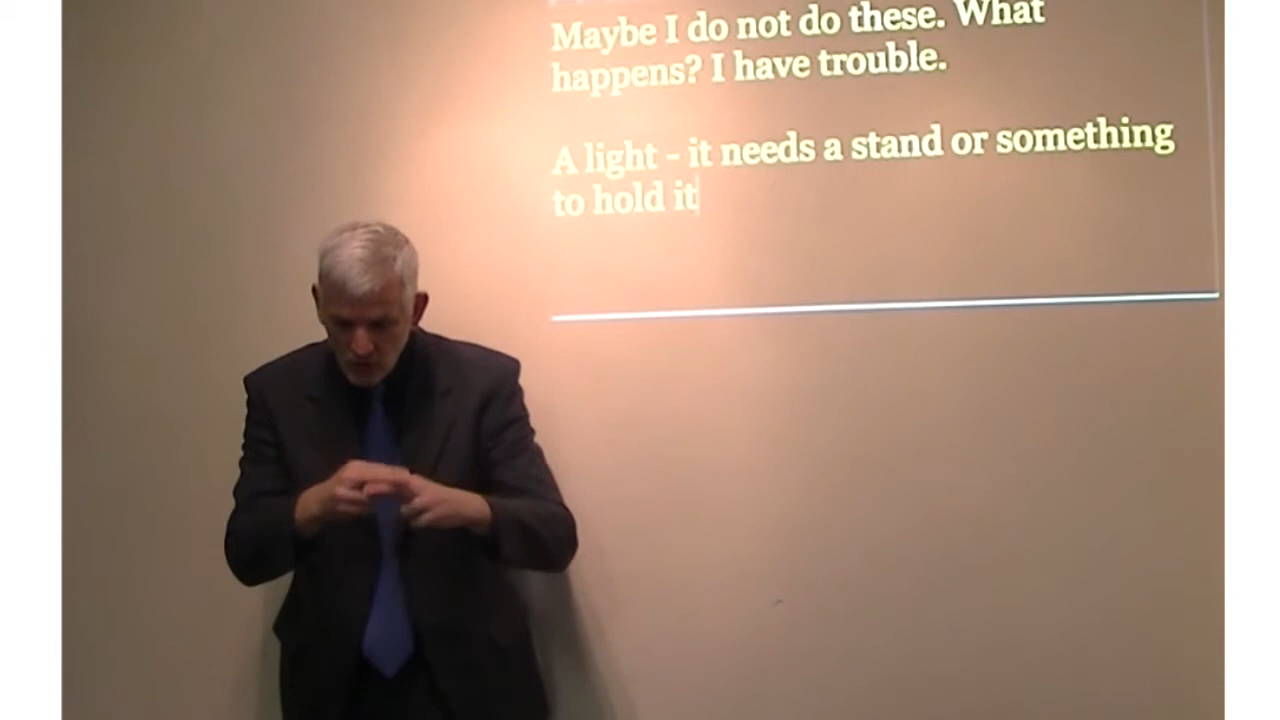 Maybe I do not do these. What
happens? I have trouble.
A light - it needs a stand or something
to hold it